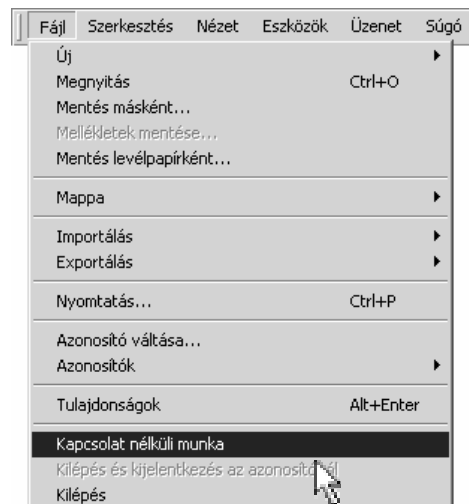 Fájl Szerkesztés Nézet Eszközök Üzenet Súgó
Új
Megnyitás Ctrl+O
Mentés másként...
Mellékletek mentése...
Mentés levélpapírként...
Mappa
Importálás
Exportálás
Nyomtatás... Ctrl+P
Azonosító váltása...
Azonosítók
Tulajdonságok Alt+Enter
Kapcsolat nélküli munka
Kilépés és kijelentkezés az azonosítóból
Kilépés